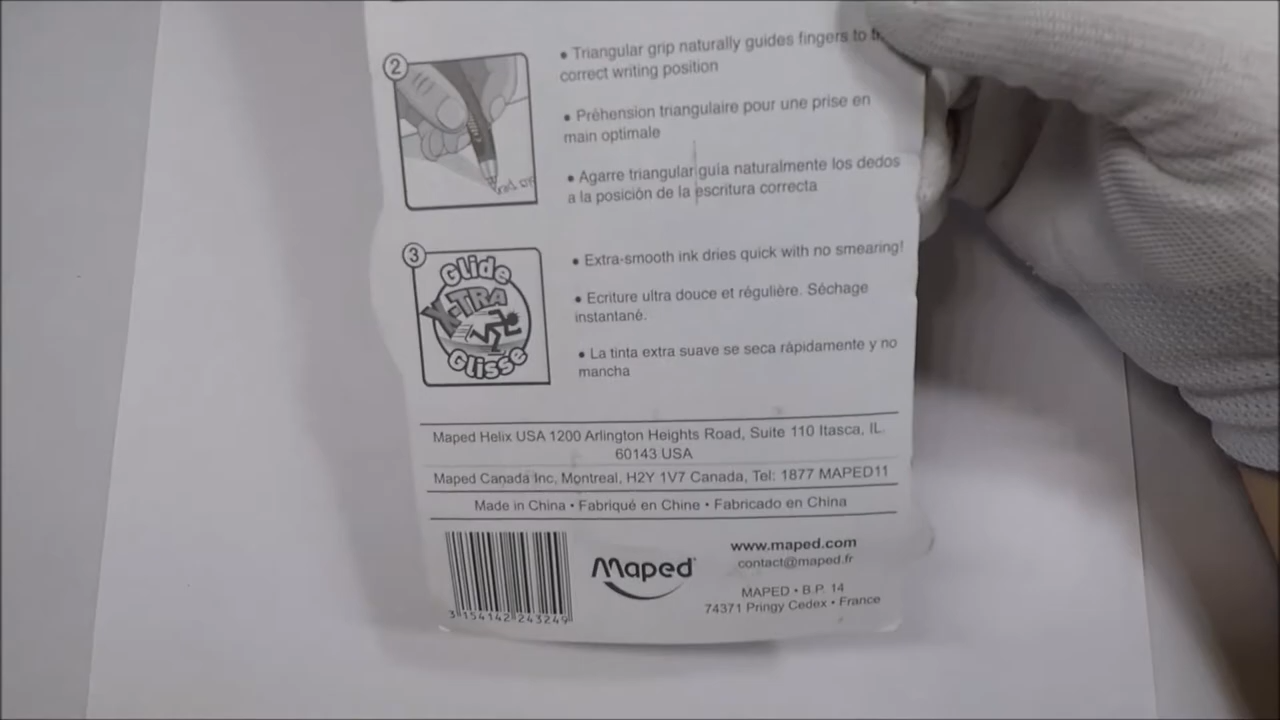 2
• Triangular grip naturally guides fingers to
correct writing position
• Préhension triangulaire pour une prise en
main optimale
• Agarre triangular guía naturalmente los dedos
a la posición de la escritura correcta
3
Glide
X-TRA
Glisse
• Extra-smooth ink dries quick with no smearing!
• Ecriture ultra douce et régulière. Séchage
instantané.
• La tinta extra suave se seca rápidamente y no
mancha
Maped Helix USA 1200 Arlington Heights Road, Suite 110 Itasca, IL.
60143 USA
Maped Canada Inc, Montreal, H2Y 1V7 Canada, Tel: 1877 MAPED11
Made in China • Fabriqué en Chine • Fabricado en China
3 154142 243249
Maped
www.maped.com
contact@maped.fr
MAPED • B.P. 14
74371 Pringy Cedex • France